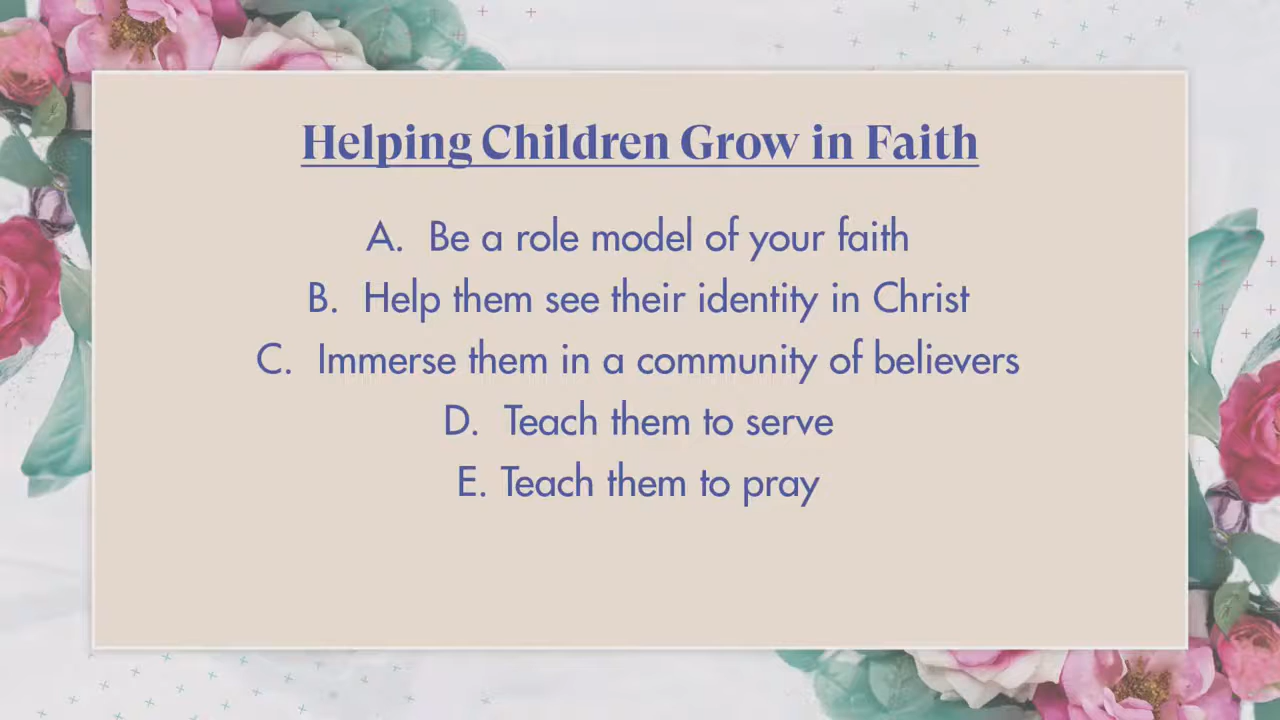 Helping Children Grow in Faith
A. Be a role model of your faith
B. Help them see their identity in Christ
C. Immerse them in a community of believers
D. Teach them to serve
E. Teach them to pray